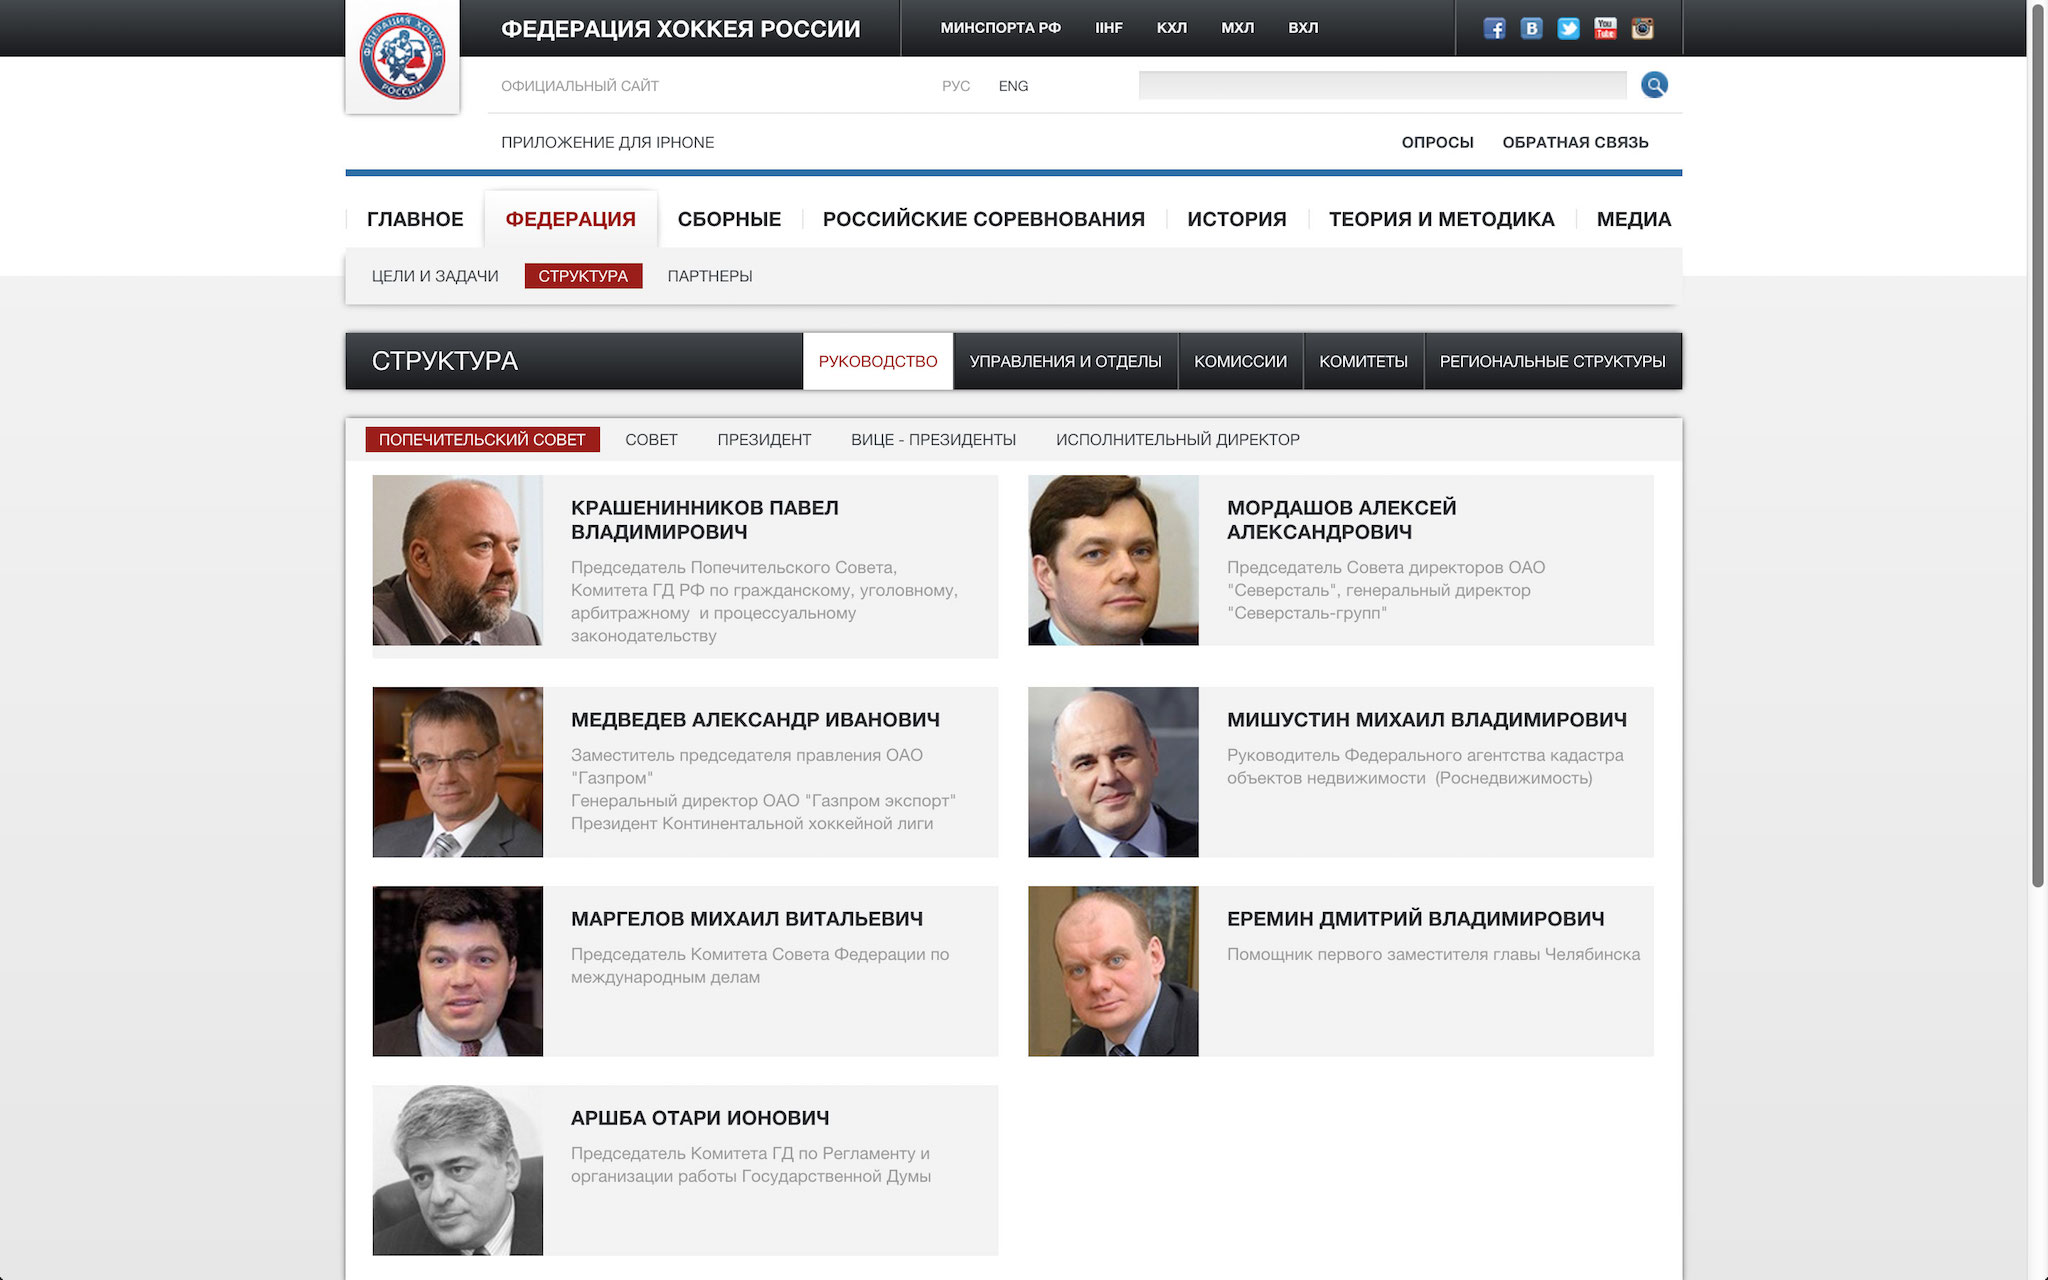 ФЕДЕРАЦИЯ ХОККЕЯ РОССИИ
ФЕДЕРАЦИЯ ХОККЕЯ РОССИИ
МИНСПОРТА РФ IIHF КХЛ МХЛ ВХЛ
You Tube
ОФИЦИАЛЬНЫЙ САЙТ
РУС ENG
ПРИЛОЖЕНИЕ ДЛЯ IPHONE
ОПРОСЫ ОБРАТНАЯ СВЯЗЬ
ГЛАВНОЕ ФЕДЕРАЦИЯ СБОРНЫЕ РОССИЙСКИЕ СОРЕВНОВАНИЯ ИСТОРИЯ ТЕОРИЯ И МЕТОДИКА МЕДИА
ЦЕЛИ И ЗАДАЧИ СТРУКТУРА ПАРТНЕРЫ
СТРУКТУРА
РУКОВОДСТВО УПРАВЛЕНИЯ И ОТДЕЛЫ КОМИССИИ КОМИТЕТЫ РЕГИОНАЛЬНЫЕ СТРУКТУРЫ
ПОПЕЧИТЕЛЬСКИЙ СОВЕТ СОВЕТ ПРЕЗИДЕНТ ВИЦЕ - ПРЕЗИДЕНТЫ ИСПОЛНИТЕЛЬНЫЙ ДИРЕКТОР
КРАШЕНИННИКОВ ПАВЕЛ
ВЛАДИМИРОВИЧ
Председатель Попечительского Совета,
Комитета ГД РФ по гражданскому, уголовному,
арбитражному и процессуальному
законодательству
МОРДАШОВ АЛЕКСЕЙ
АЛЕКСАНДРОВИЧ
Председатель Совета директоров ОАО
"Северсталь", генеральный директор
"Северсталь-групп"
МЕДВЕДЕВ АЛЕКСАНДР ИВАНОВИЧ
Заместитель председателя правления ОАО
"Газпром"
Генеральный директор ОАО "Газпром экспорт"
Президент Континентальной хоккейной лиги
МИШУСТИН МИХАИЛ ВЛАДИМИРОВИЧ
Руководитель Федерального агентства кадастра
объектов недвижимости (Роснедвижимость)
МАРГЕЛОВ МИХАИЛ ВИТАЛЬЕВИЧ
Председатель Комитета Совета Федерации по
международным делам
ЕРЕМИН ДМИТРИЙ ВЛАДИМИРОВИЧ
Помощник первого заместителя главы Челябинска
АРШБА ОТАРИ ИОНОВИЧ
Председатель Комитета ГД по Регламенту и
организации работы Государственной Думы